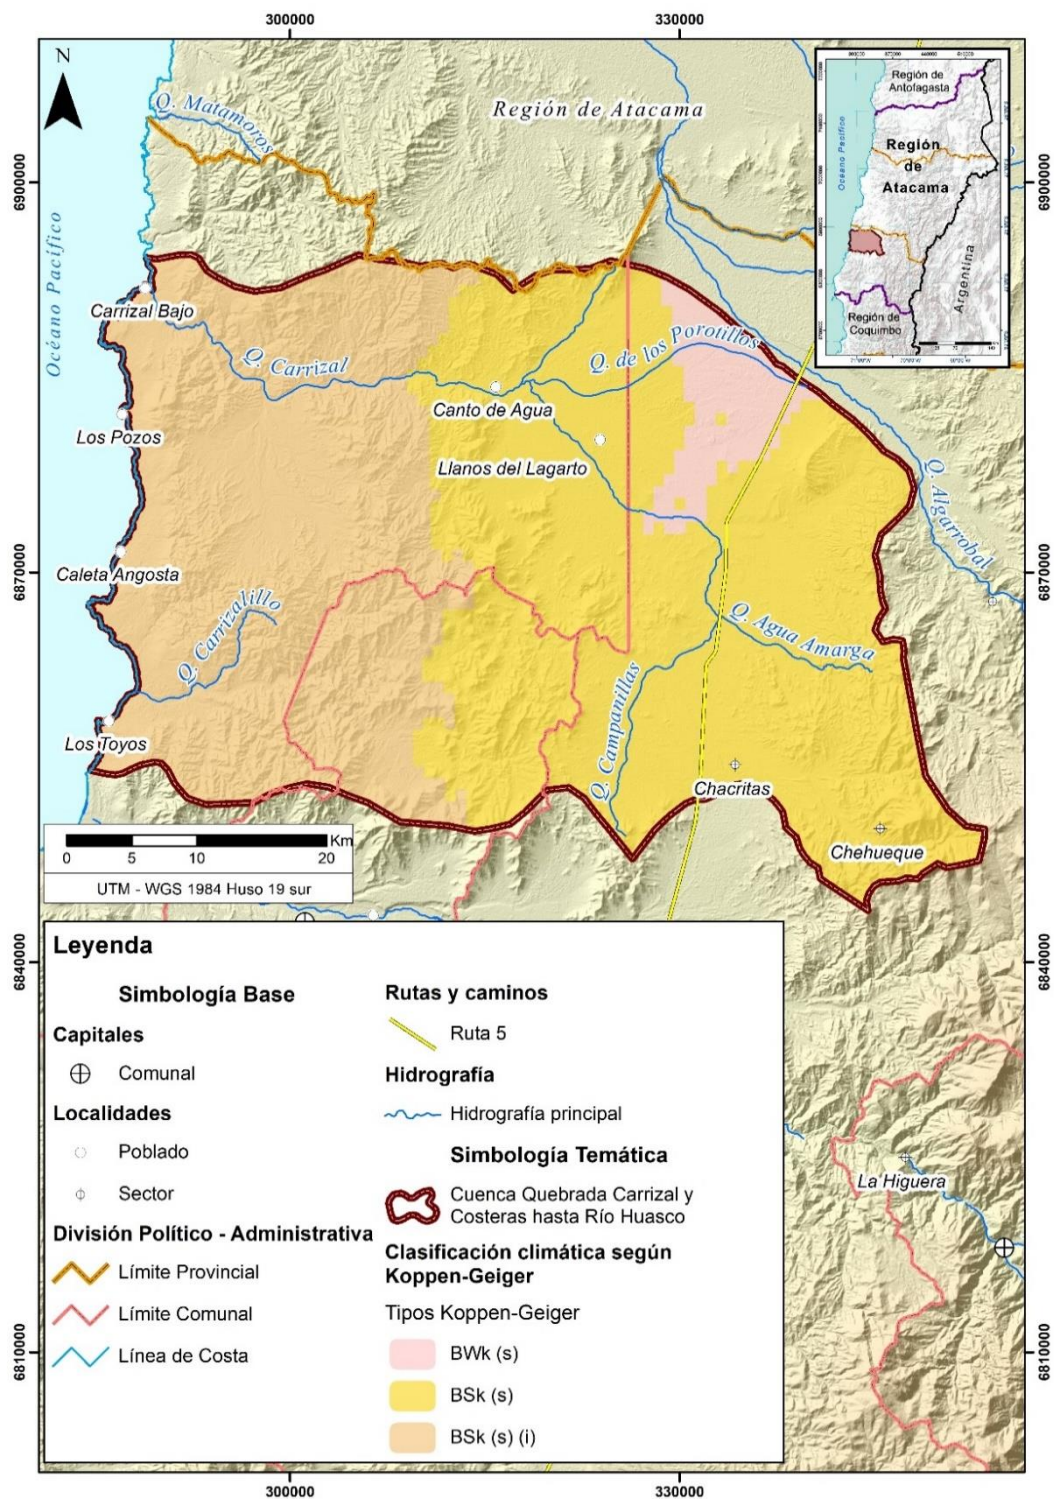 300000
330000
N
Q. Matamoros
Región de Atacama
6900000
6900000
Océano Pacífico
Carrizal Bajo
Q. Carrizal
Q. de los Porotillos
Canto de Agua
Los Pozos
Llanos del Lagarto
Q. Algarrobal
6870000
6870000
Caleta Angosta
Q. Carrizalillo
Q. Agua Amarga
Q. Campanillas
Los Toyos
Chacritas
Chehueque
Región de
Antofagasta
Océano Pacífico
Región
de
Atacama
Argentina
Región de
Coquimbo
Km
0 5 10 20
UTM - WGS 1984 Huso 19 sur
6840000
6840000
Leyenda
Simbología Base
Capitales
Comunal
Localidades
Poblado
Sector
División Político - Administrativa
Límite Provincial
Límite Comunal
Línea de Costa
Rutas y caminos
Ruta 5
Hidrografía
Hidrografía principal
Simbología Temática
Cuenca Quebrada Carrizal y
Costeras hasta Río Huasco
Clasificación climática según
Koppen-Geiger
Tipos Koppen-Geiger
BWk (s)
BSk (s)
BSk (s) (i)
La Higuera
6810000
6810000
300000
330000